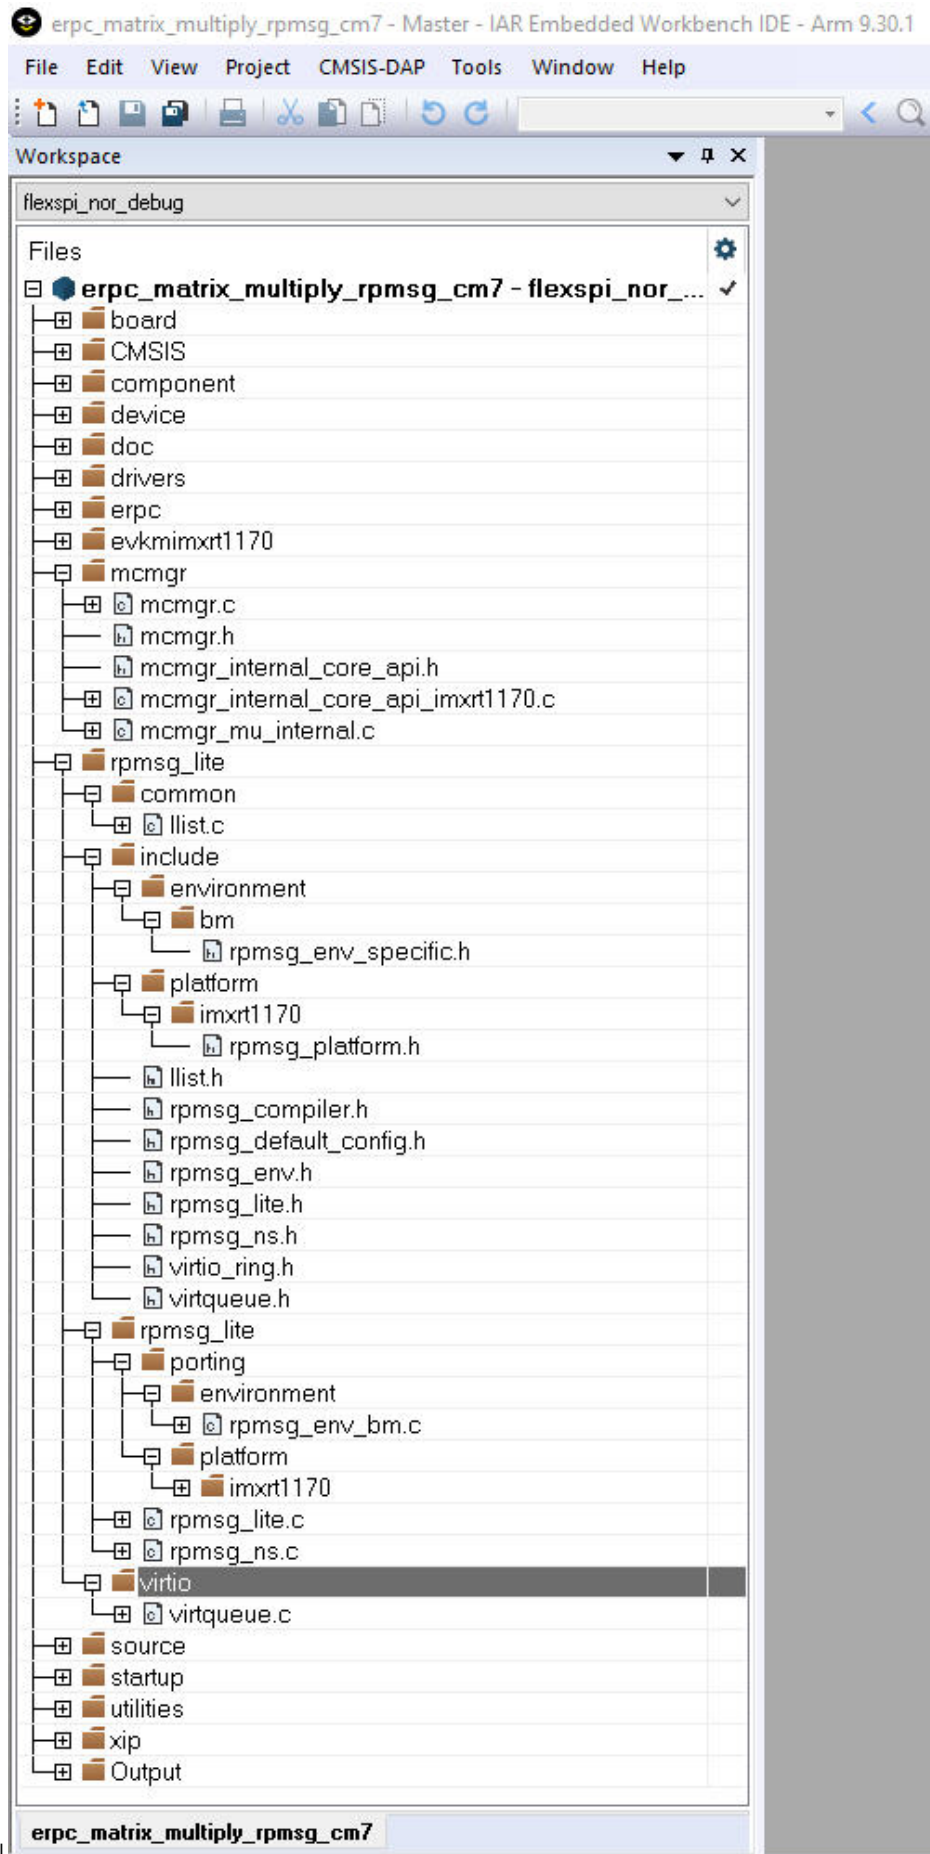 erpc_matrix_multiply_rpmsg_cm7 - Master - IAR Embedded Workbench IDE - Arm 9.30.1
File Edit View Project CMSIS-DAP Tools Window Help
Workspace
flexspi_nor_debug
Files
erpc_matrix_multiply_rpmsg_cm7 - flexspi_nor_...
board
CMSIS
component
device
doc
drivers
erpc
evkmimxrt1170
mcmgr
mcmgr.c
mcmgr.h
mcmgr_internal_core_api.h
mcmgr_internal_core_api_imxrt1170.c
mcmgr_mu_internal.c
rpmsg_lite
common
llist.c
include
environment
bm
rpmsg_env_specific.h
platform
imxrt1170
rpmsg_platform.h
llist.h
rpmsg_compiler.h
rpmsg_default_config.h
rpmsg_env.h
rpmsg_lite.h
rpmsg_ns.h
virtio_ring.h
virtqueue.h
rpmsg_lite
porting
environment
rpmsg_env_bm.c
platform
imxrt1170
rpmsg_lite.c
rpmsg_ns.c
virtio
virtqueue.c
source
startup
utilities
xip
Output
erpc_matrix_multiply_rpmsg_cm7